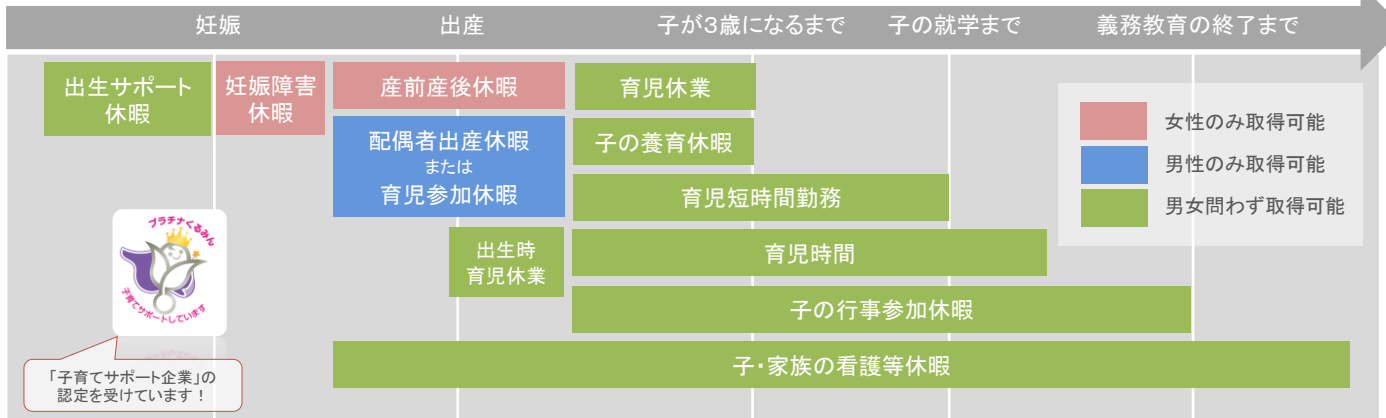 妊娠
出産
子が3歳になるまで
子の就学まで
義務教育の終了まで
出生サポート
休暇
妊娠障害
休暇
産前産後休暇
育児休業
女性のみ取得可能
配偶者出産休暇
または
育児参加休暇
子の養育休暇
男性のみ取得可能
育児短時間勤務
男女問わず取得可能
プラチナくるみん
子育てサポートしています
出生時
育児休業
育児時間
子の行事参加休暇
子・家族の看護等休暇
「子育てサポート企業」の
認定を受けています！